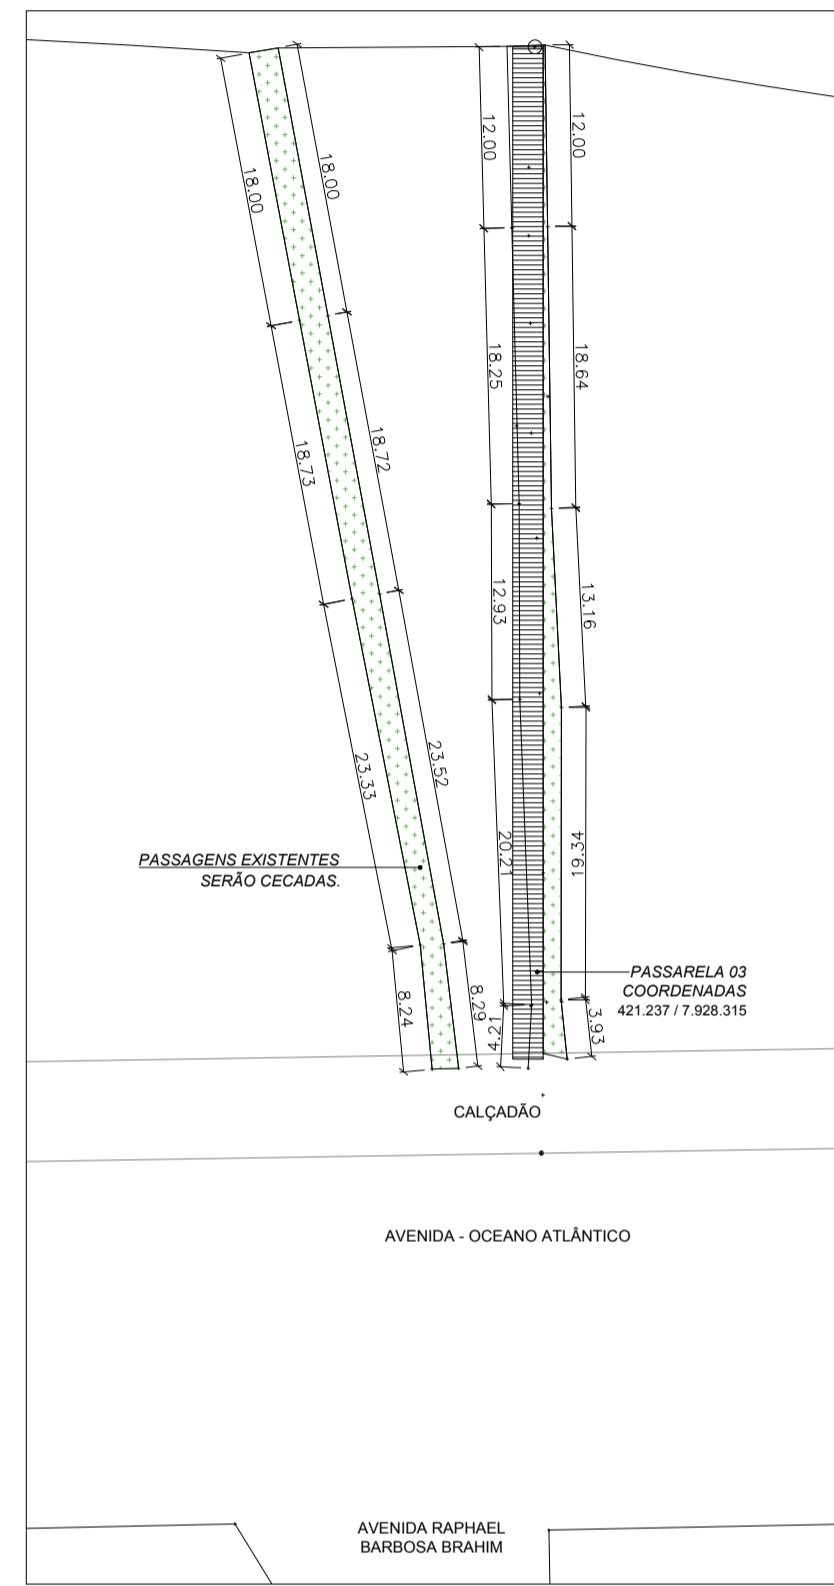 12.00
12.00
18.00
18.00
18.25
18.64
18.73
18.72
12.93
13.16
23.33
23.52
20.21
19.34
PASSAGENS EXISTENTES
SERÃO CECADAS.
PASSARELA 03
COORDENADAS
421.237 / 7.928.315
8.24
8.29
4.21
3.93
CALÇADÃO
AVENIDA - OCEANO ATLÂNTICO
AVENIDA RAPHAEL
BARBOSA BRAHIM